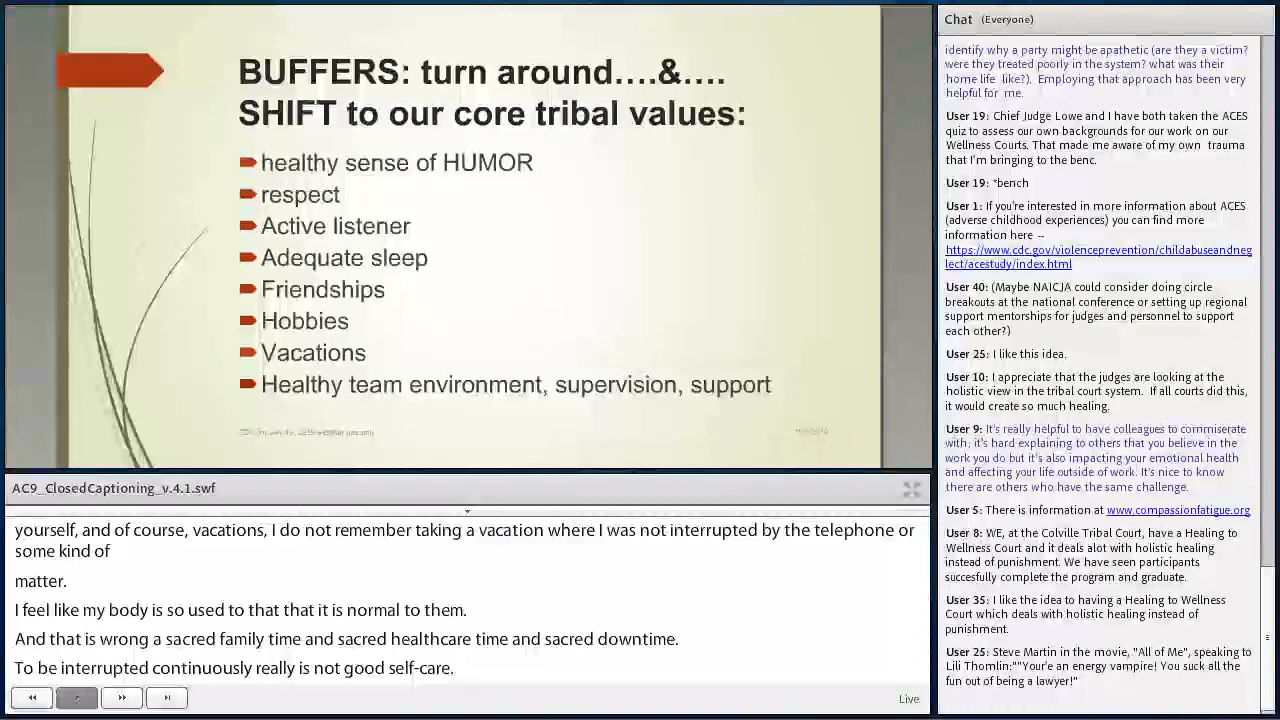 BUFFERS: turn around....&....
SHIFT to our core tribal values:
healthy sense of HUMOR
respect
Active listener
Adequate sleep
Friendships
Hobbies
Vacations
Healthy team environment, supervision, support
AC9_ClosedCaptioning_v.4.1.swf
yourself, and of course, vacations, I do not remember taking a vacation where I was not interrupted by the telephone or
some kind of
matter.
I feel like my body is so used to that that it is normal to them.
And that is wrong a sacred family time and sacred healthcare time and sacred downtime.
To be interrupted continuously really is not good self-care.
Live
Chat (Everyone)
identify why a party might be apathetic (are they a victim?
were they treated poorly in the system? what was their
home life like?). Employing that approach has been very
helpful for me.
User 19: Chief Judge Lowe and I have both taken the ACES
quiz to assess our own backgrounds for our work on our
Wellness Courts. That made me aware of my own trauma
that I'm bringing to the benc.
User 19: *bench
User 1: If you're interested in more information about ACES
(adverse childhood experiences) you can find more
information here --
https://www.cdc.gov/violenceprevention/childabuseandneg
lect/acestudy/index.html
User 40: (Maybe NAICJA could consider doing circle
breakouts at the national conference or setting up regional
support mentorships for judges and personnel to support
each other?)
User 25: I like this idea.
User 10: I appreciate that the judges are looking at the
holistic view in the tribal court system. If all courts did this,
it would create so much healing.
User 9: It's really helpful to have colleagues to commiserate
with; it's hard explaining to others that you believe in the
work you do but it's also impacting your emotional health
and affecting your life outside of work. It's nice to know
there are others who have the same challenge.
User 5: There is information at www.compassionfatigue.org
User 8: WE, at the Colville Tribal Court, have a Healing to
Wellness Court and it deals alot with holistic healing
instead of punishment. We have seen participants
succesfully complete the program and graduate.
User 35: I like the idea to having a Healing to Wellness
Court which deals with holistic healing instead of
punishment.
User 25: Steve Martin in the movie, "All of Me", speaking to
Lili Thomlin:""Your'e an energy vampire! You suck all the
fun out of being a lawyer!"